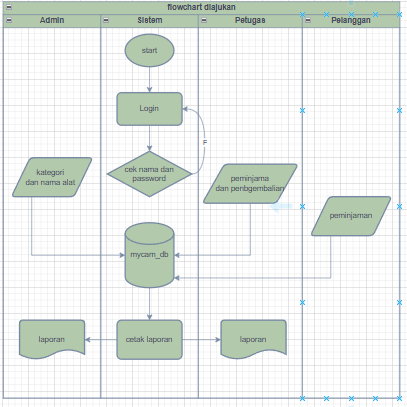 flowchart diajukan
Admin
Sistem
Petugas
Pelanggan
start
Login
F
kategori
dan nama alat
cek nama dan
password
peminjama
dan penbgembalian
peminjaman
mycam_db
laporan
cetak laporan
laporan